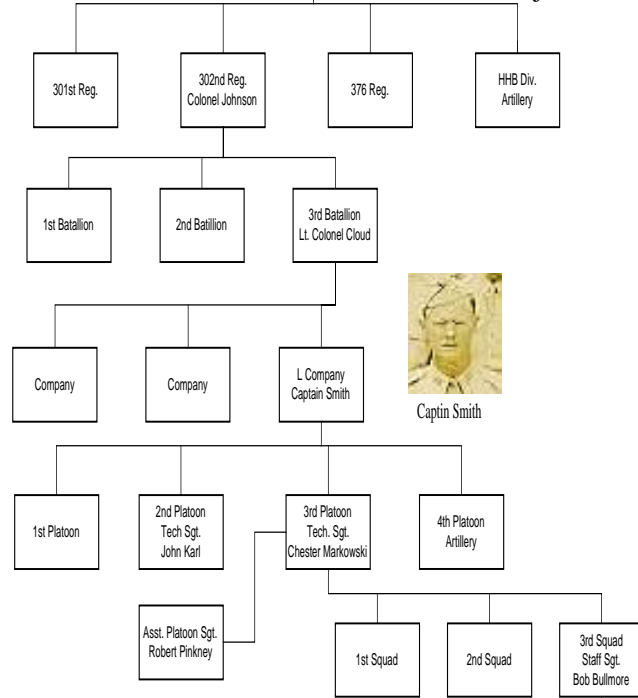 301st Reg.
302nd Reg.
Colonel Johnson
376 Reg.
HHB Div.
Artillery
1st Batallion
2nd Batillion
3rd Batallion
Lt. Colonel Cloud
Company
Company
L Company
Captain Smith
Captin Smith
1st Platoon
2nd Platoon
Tech Sgt.
John Karl
3rd Platoon
Tech. Sgt.
Chester Markowski
4th Platoon
Artillery
Asst. Platoon Sgt.
Robert Pinkney
1st Squad
2nd Squad
3rd Squad
Staff Sgt.
Bob Bullmore